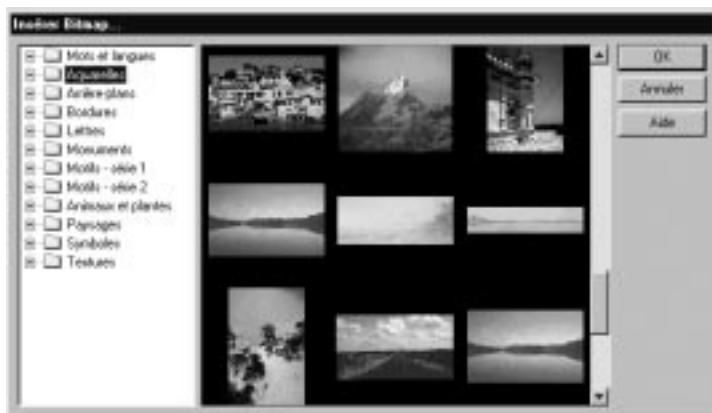 Insérer Bitmap...
Mots et langues
Aquarelles
Arrière-plans
Bordures
Lettres
Monuments
Motifs - série 1
Motifs - série 2
Animaux et plantes
Paysages
Symboles
Textures
OK
Annuler
Aide